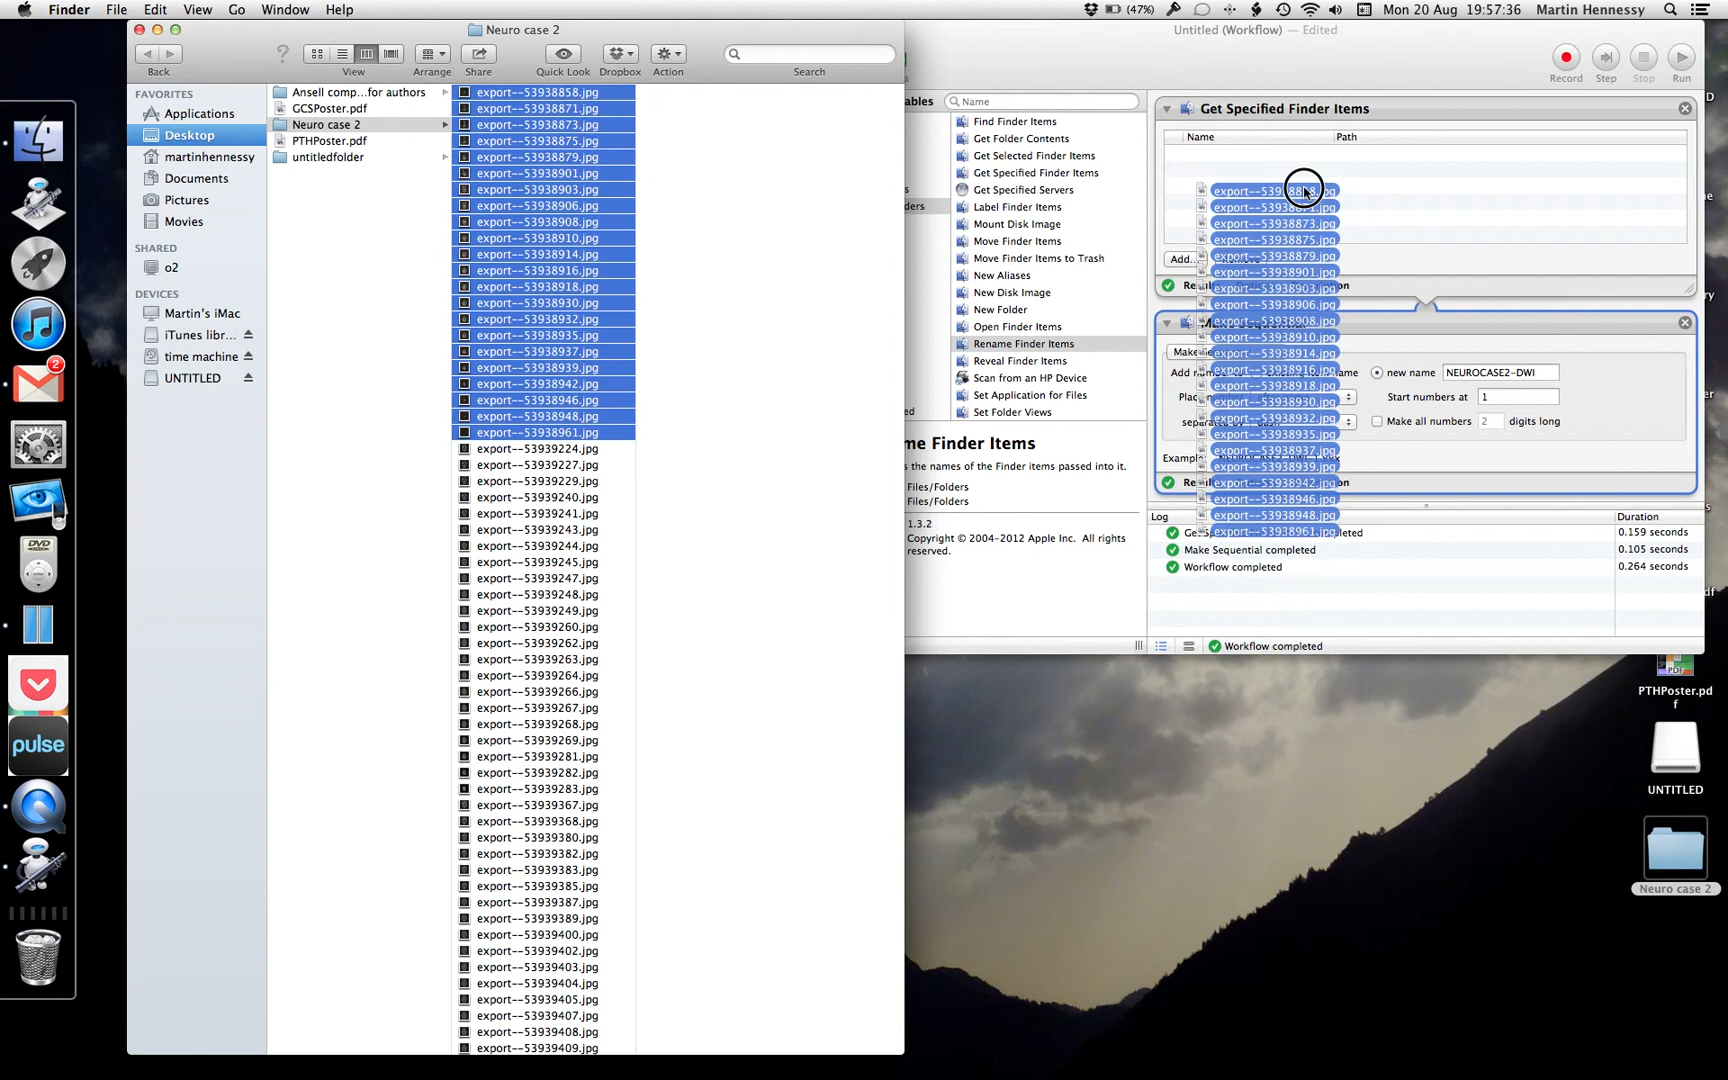 Finder File Edit View Go Window Help
(47%) Mon 20 Aug 19:57:36 Martin Hennessy
Neuro case 2
Back View Arrange Share Quick Look Dropbox Action Search
FAVORITES
Applications
Desktop
martinhennessy
Documents
Pictures
Movies
SHARED
o2
DEVICES
Martin's iMac
iTunes libr...
time machine
UNTITLED
Ansell comp...for authors
GCSPoster.pdf
Neuro case 2
PTHPoster.pdf
untitledfolder
export--53938858.jpg
export--53938871.jpg
export--53938873.jpg
export--53938875.jpg
export--53938879.jpg
export--53938901.jpg
export--53938903.jpg
export--53938906.jpg
export--53938908.jpg
export--53938910.jpg
export--53938914.jpg
export--53938916.jpg
export--53938918.jpg
export--53938930.jpg
export--53938932.jpg
export--53938935.jpg
export--53938937.jpg
export--53938939.jpg
export--53938942.jpg
export--53938946.jpg
export--53938948.jpg
export--53938961.jpg
export--53939224.jpg
export--53939227.jpg
export--53939229.jpg
export--53939240.jpg
export--53939241.jpg
export--53939243.jpg
export--53939244.jpg
export--53939245.jpg
export--53939247.jpg
export--53939248.jpg
export--53939249.jpg
export--53939260.jpg
export--53939262.jpg
export--53939263.jpg
export--53939264.jpg
export--53939266.jpg
export--53939267.jpg
export--53939268.jpg
export--53939269.jpg
export--53939281.jpg
export--53939282.jpg
export--53939283.jpg
export--53939367.jpg
export--53939368.jpg
export--53939380.jpg
export--53939382.jpg
export--53939383.jpg
export--53939385.jpg
export--53939387.jpg
export--53939389.jpg
export--53939400.jpg
export--53939402.jpg
export--53939403.jpg
export--53939404.jpg
export--53939405.jpg
export--53939407.jpg
export--53939408.jpg
export--53939409.jpg
Untitled (Workflow) — Edited
Record Step Stop Run
ables
Name
ders
Find Finder Items
Get Folder Contents
Get Selected Finder Items
Get Specified Finder Items
Get Specified Servers
Label Finder Items
Mount Disk Image
Move Finder Items
Move Finder Items to Trash
New Aliases
New Disk Image
New Folder
Open Finder Items
Rename Finder Items
Reveal Finder Items
Scan from an HP Device
Set Application for Files
Set Folder Views
me Finder Items
s the names of the Finder items passed into it.
Files/Folders
Files/Folders
1.3.2
Copyright © 2004-2012 Apple Inc. All rights
reserved.
Get Specified Finder Items
Name Path
export--53938873.jpg
export--53938875.jpg
export--53938879.jpg
export--53938901.jpg
export--53938903.jpg
export--53938906.jpg
export--53938908.jpg
export--53938910.jpg
export--53938914.jpg
export--53938916.jpg
export--53938918.jpg
export--53938930.jpg
export--53938932.jpg
export--53938935.jpg
export--53938937.jpg
export--53938939.jpg
export--53938942.jpg
export--53938946.jpg
export--53938948.jpg
export--53938961.jpg
Add...
new name NEUROCASE2-DWI
Start numbers at 1
Make all numbers 2 digits long
Log Duration
0.159 seconds
Make Sequential completed 0.105 seconds
Workflow completed 0.264 seconds
Workflow completed
PTHPoster.pd
f
UNTITLED
Neuro case 2
2
DVD
pulse
PDF